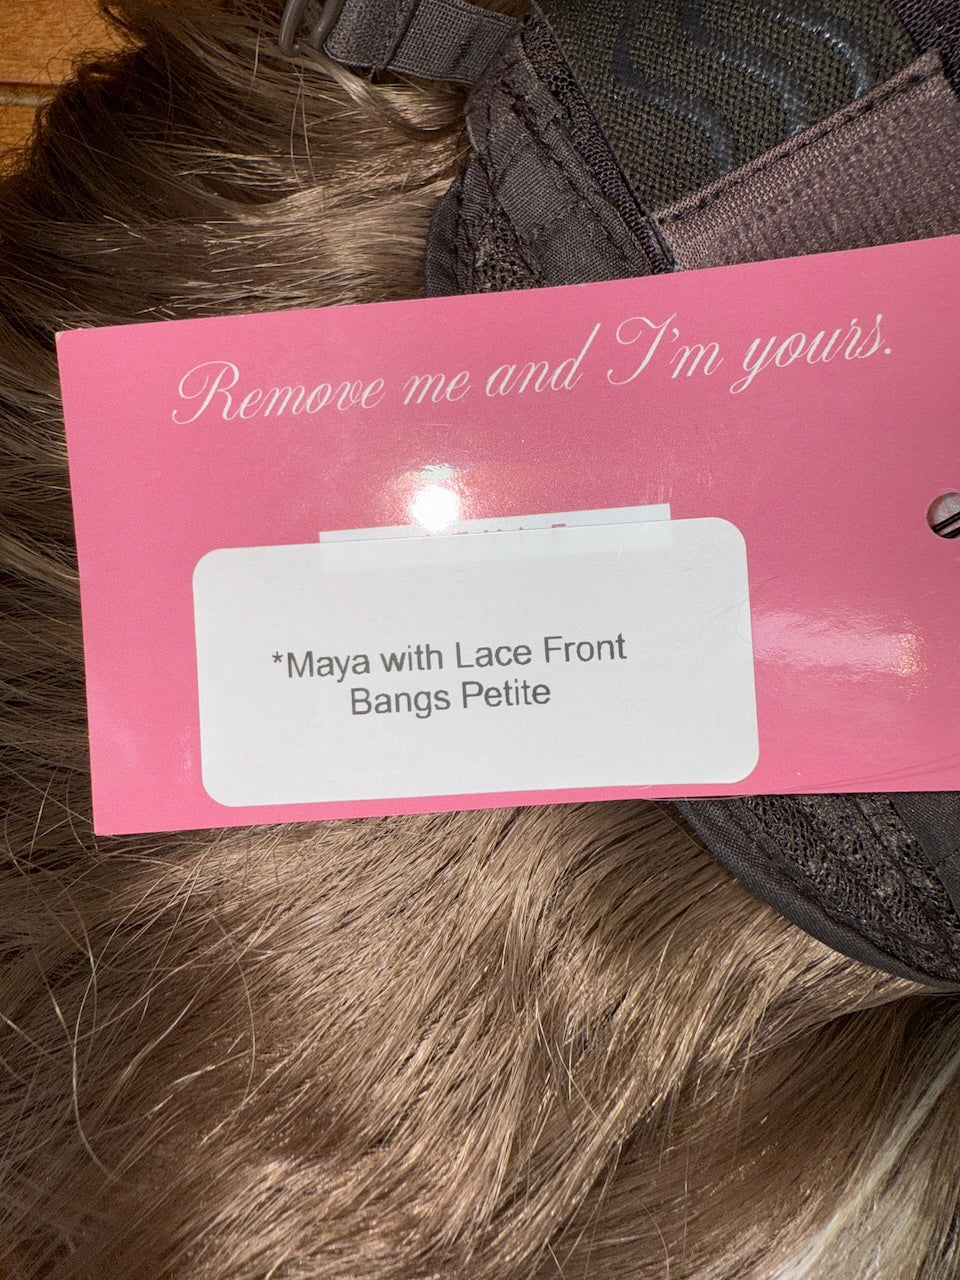 Remove me and I'm yours.
*Maya with Lace Front
Bangs Petite